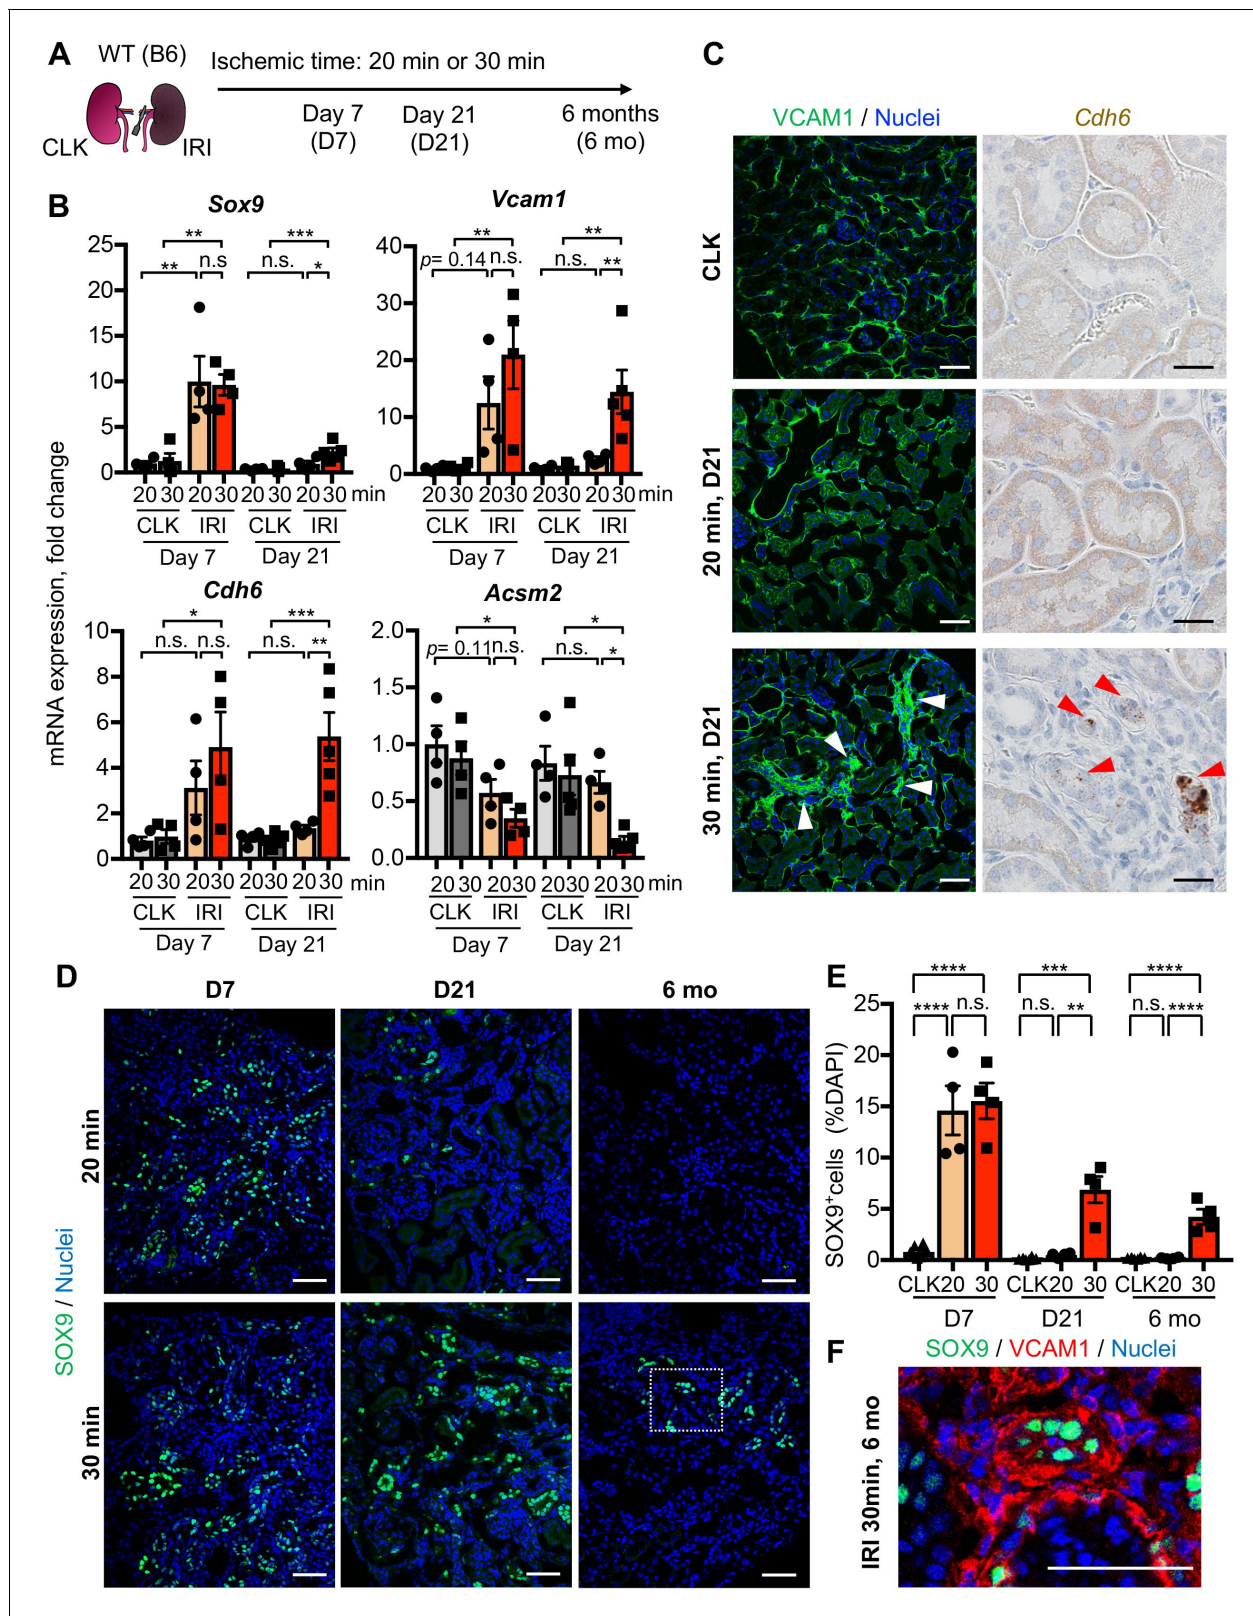 A
WT (B6)
Ischemic time: 20 min or 30 min
CLK
IRI
Day 7
(D7)
Day 21
(D21)
6 months
(6 mo)
B
mRNA expression, fold change
Sox9
25
20
15
10
5
0
**
***
**
n.s
n.s.
*
20 30 20 30 20 30 20 30 min
CLK IRI CLK IRI
Day 7 Day 21
Vcam1
40
30
20
10
0
**
**
p= 0.14
n.s.
n.s.
**
20 30 20 30 20 30 20 30 min
CLK IRI CLK IRI
Day 7 Day 21
Cdh6
10
8
6
4
2
0
*
***
n.s.
n.s.
n.s.
**
20 30 20 30 20 30 20 30 min
CLK IRI CLK IRI
Day 7 Day 21
Acsm2
2.0
1.5
1.0
0.5
0.0
*
*
p= 0.11
n.s.
n.s.
*
20 30 20 30 20 30 20 30 min
CLK IRI CLK IRI
Day 7 Day 21
C
VCAM1 / Nuclei
Cdh6
CLK
20 min, D21
30 min, D21
D
D7
D21
6 mo
SOX9 / Nuclei
20 min
30 min
E
SOX9+cells (%DAPI)
25
20
15
10
5
0
****
***
****
****
n.s.
n.s.
**
n.s.
****
CLK 20 30 CLK 20 30 CLK 20 30
D7 D21 6 mo
F
SOX9 / VCAM1 / Nuclei
IRI 30min, 6 mo